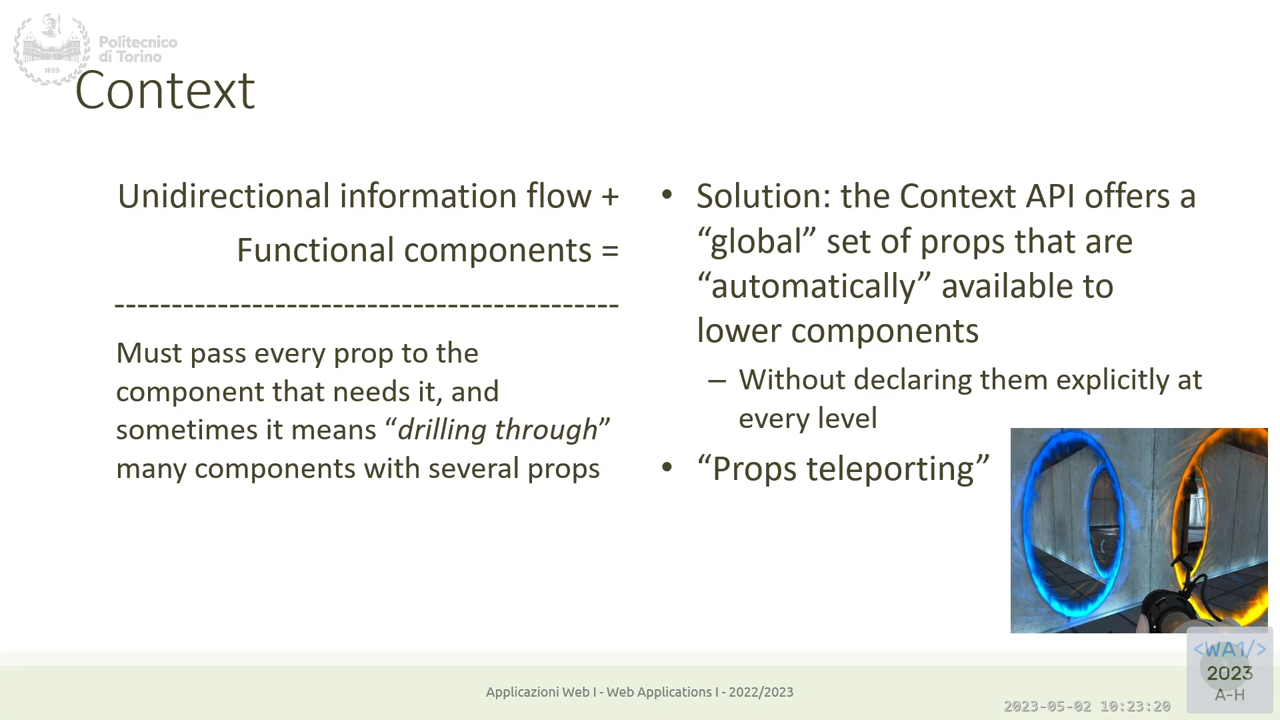 Politecnico
di Torino
1859
Context
Unidirectional information flow +
Functional components =
--------------------------------------------
Must pass every prop to the
component that needs it, and
sometimes it means “drilling through”
many components with several props
• Solution: the Context API offers a
“global” set of props that are
“automatically” available to
lower components
– Without declaring them explicitly at
every level
• “Props teleporting”
Applicazioni Web I - Web Applications I - 2022/2023
2023-05-02 10:23:20
<WA1/>
2023
A-H